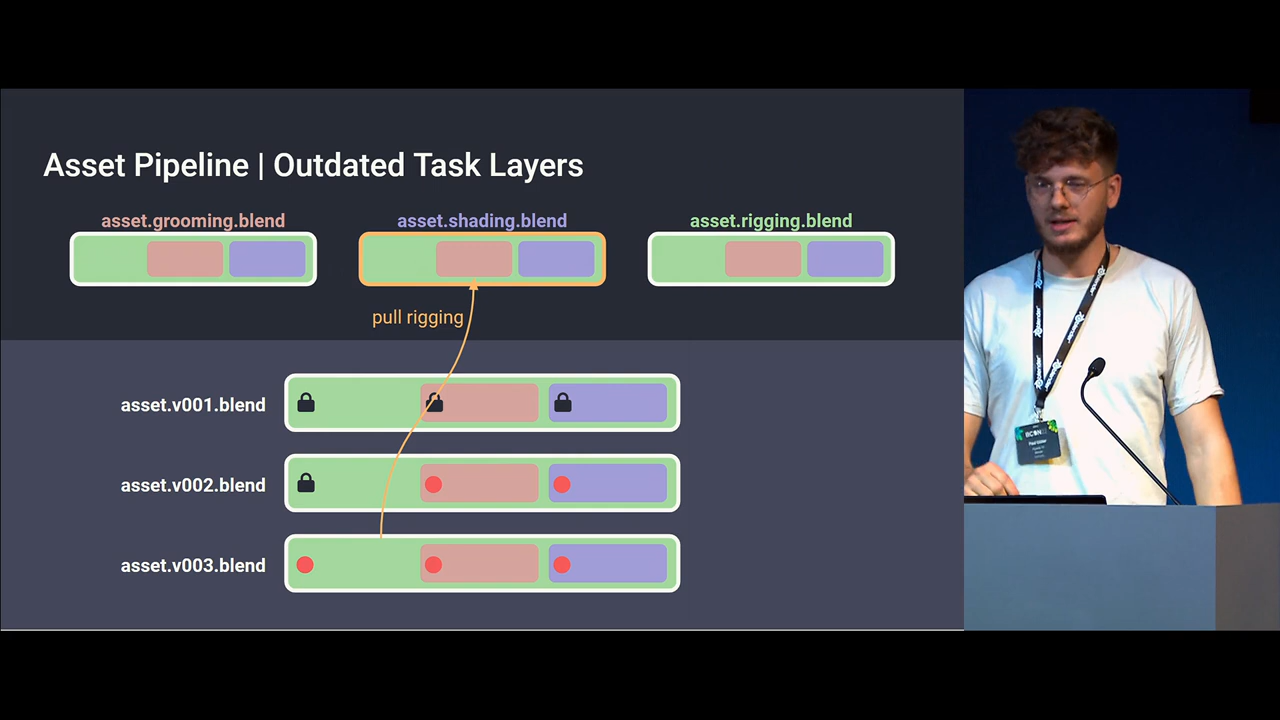 Asset Pipeline | Outdated Task Layers
asset.grooming.blend
asset.shading.blend
asset.rigging.blend
pull rigging
asset.v001.blend
asset.v002.blend
asset.v003.blend
blender